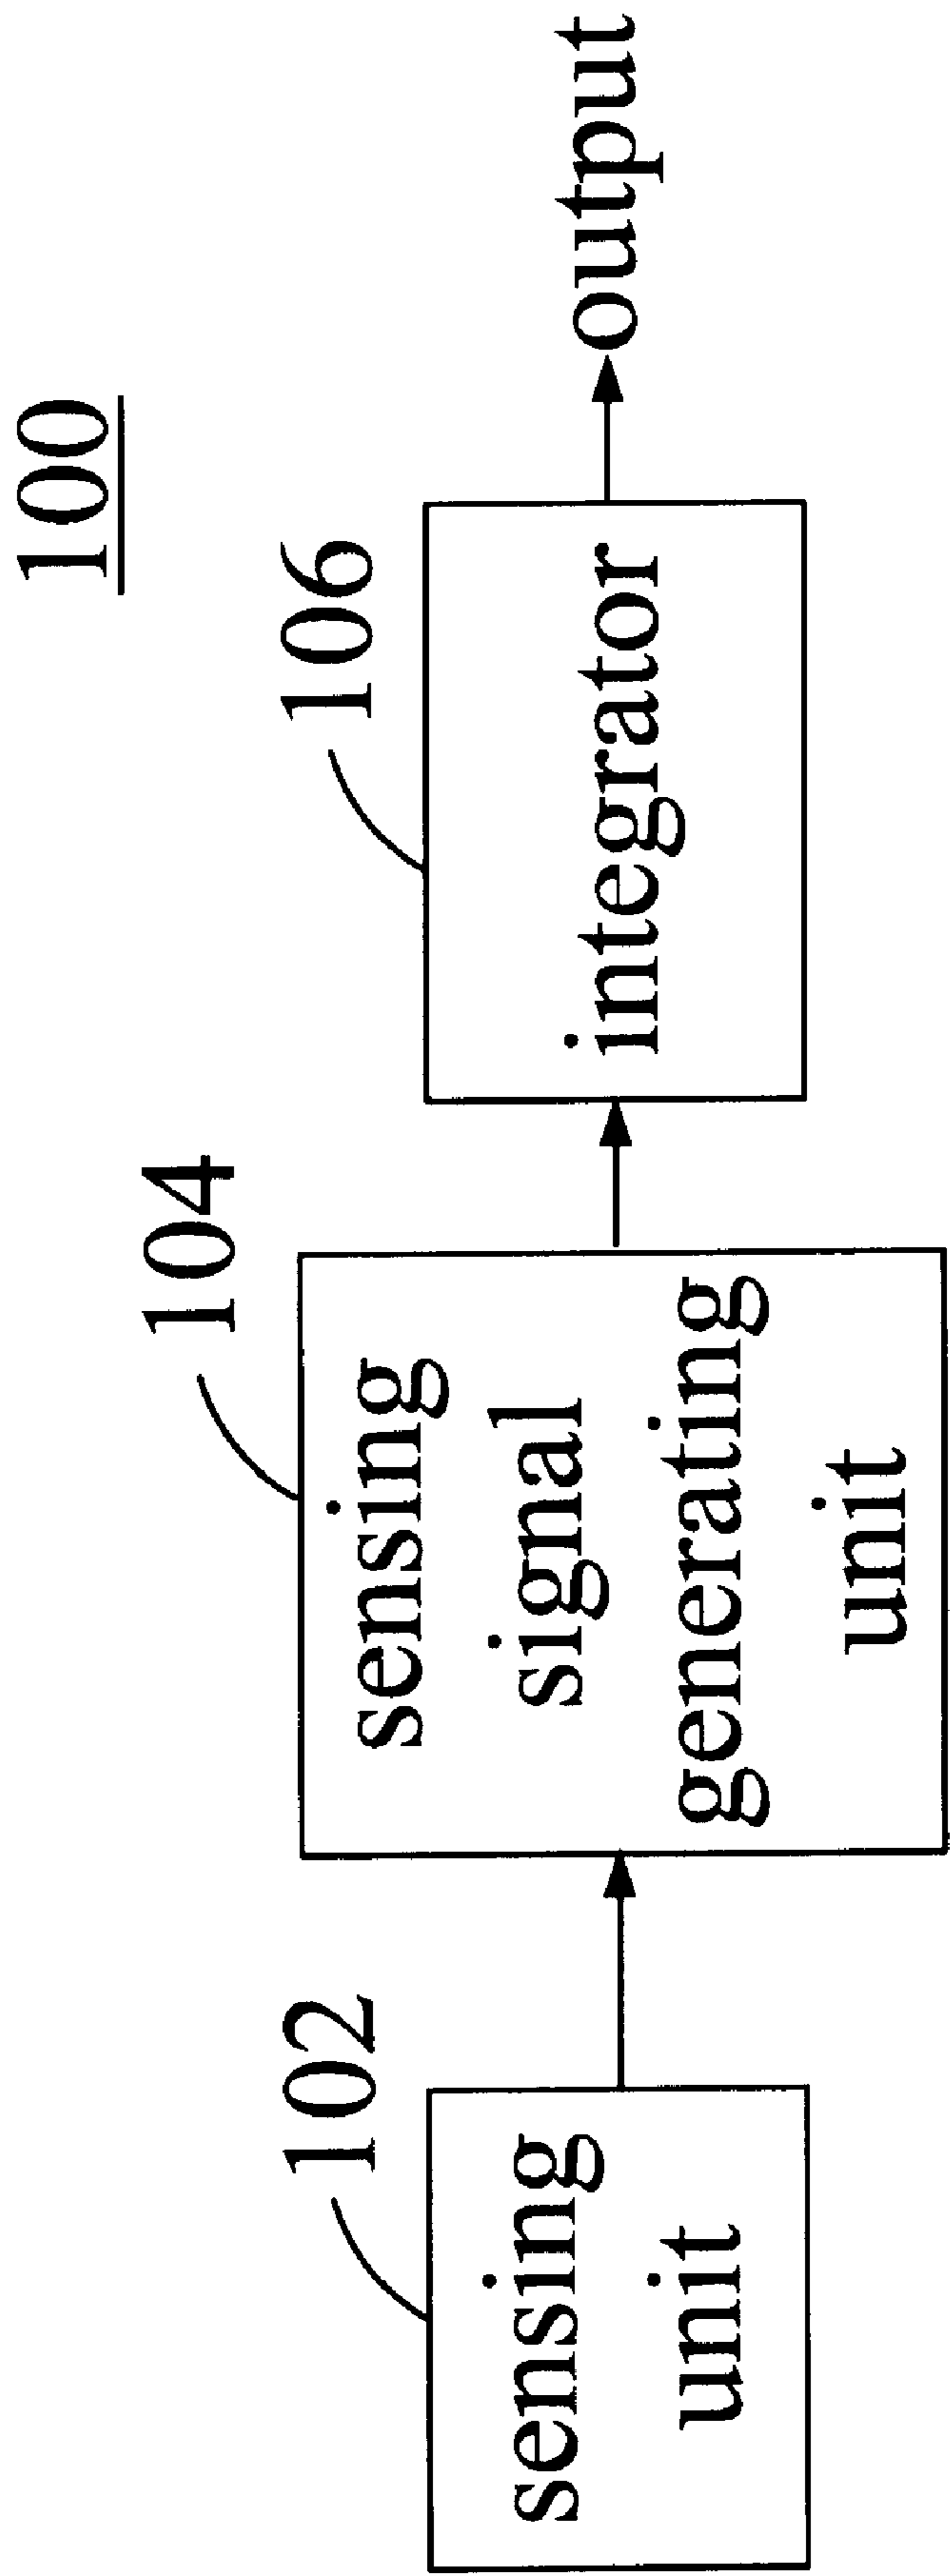 100
102
sensing
unit
104
sensing
signal
generating
unit
106
integrator
output